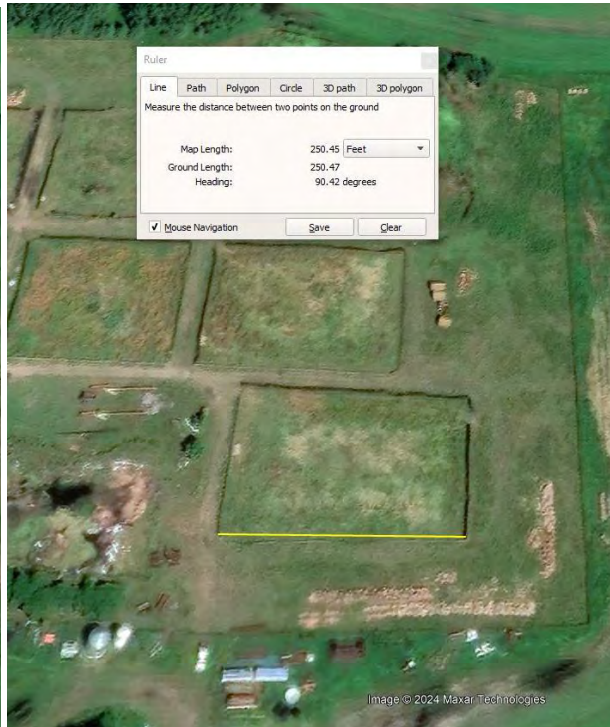 Ruler
Line Path Polygon Circle 3D path 3D polygon
Measure the distance between two points on the ground
Map Length: 250.45 Feet
Ground Length: 250.47
Heading: 90.42 degrees
Mouse Navigation Save Clear
Image © 2024 Maxar Technologies